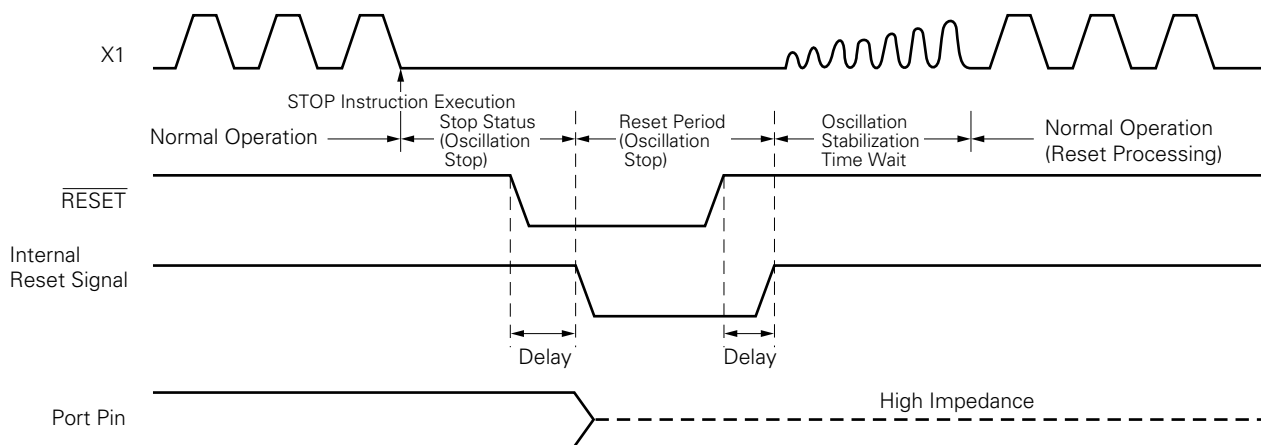 X1
STOP Instruction Execution
Normal Operation
Stop Status
(Oscillation
Stop)
Reset Period
(Oscillation
Stop)
Oscillation
Stabilization
Time Wait
Normal Operation
(Reset Processing)
RESET
Internal
Reset Signal
Delay
Delay
Port Pin
High Impedance